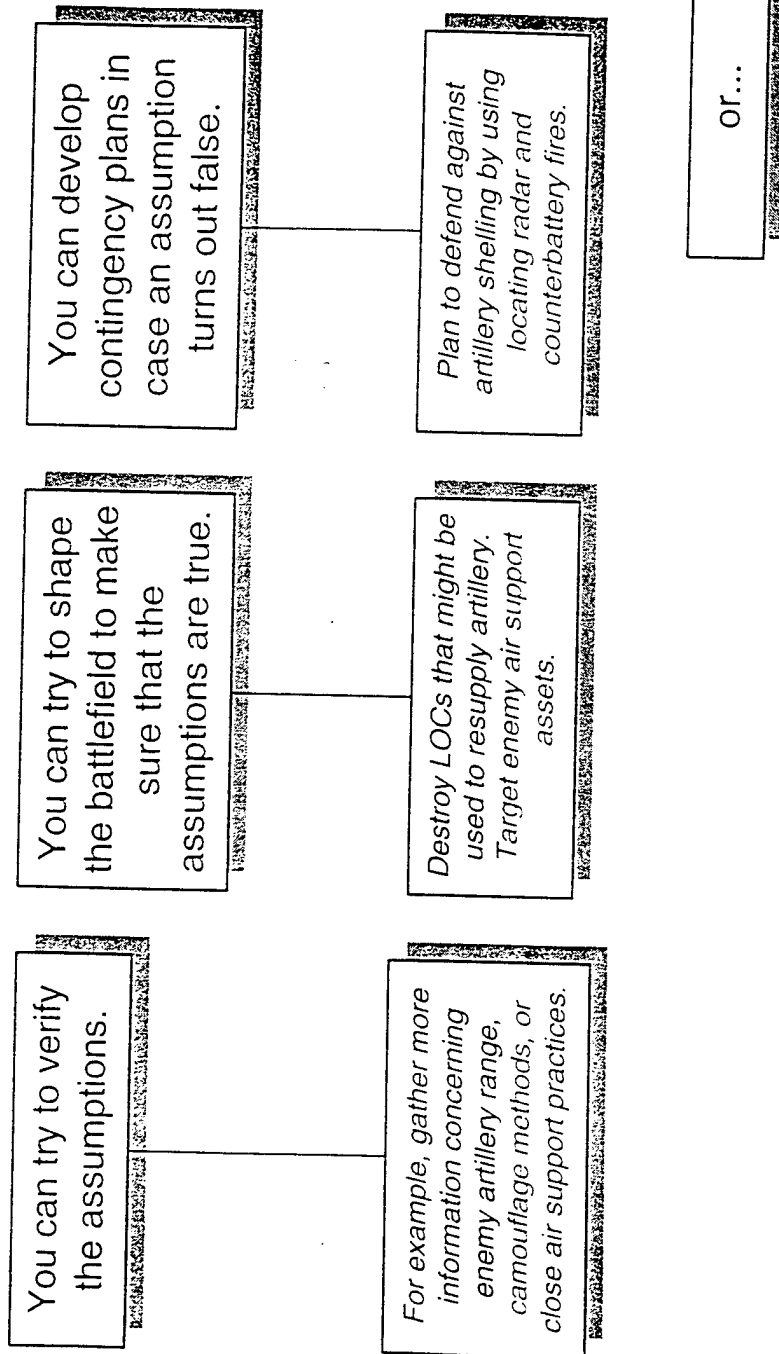 You can try to verify
the assumptions.
For example, gather more
information concerning
enemy artillery range,
camouflage methods, or
close air support practices.
You can try to shape
the battlefield to make
sure that the
assumptions are true.
Destroy LOCs that might be
used to resupply artillery.
Target enemy air support
assets.
You can develop
contingency plans in
case an assumption
turns out false.
Plan to defend against
artillery shelling by using
locating radar and
counterbattery fires.
or...